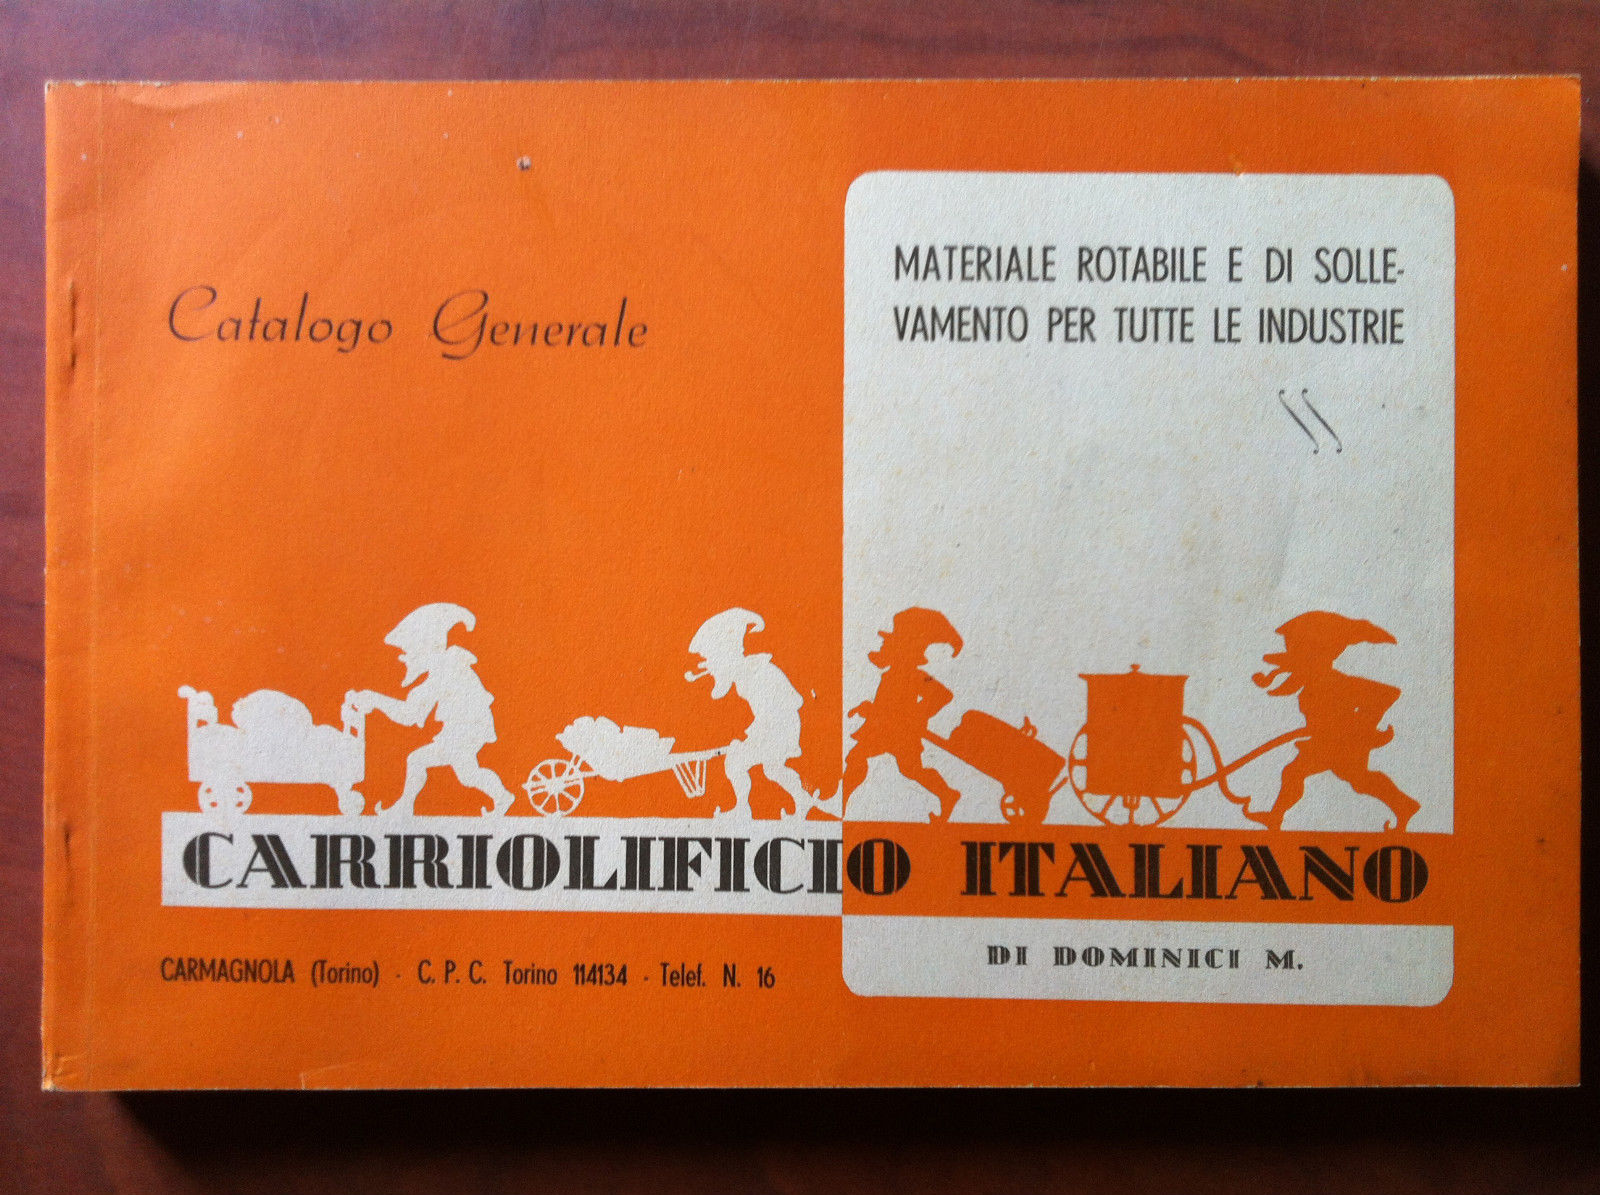 Catalogo Generale
MATERIALE ROTABILE E DI SOLLE-
VAMENTO PER TUTTE LE INDUSTRIE
CARRIOLIFICIO ITALIANO
DI DOMINICI M.
CARMAGNOLA (Torino) - C. P. C. Torino 114134 - Telef. N. 16